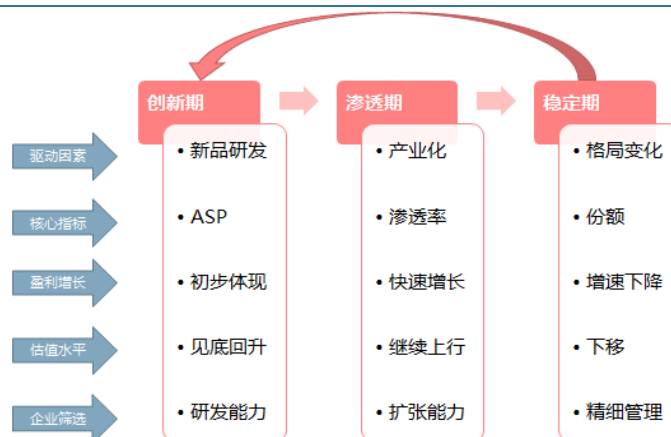 创新期
渗透期
稳定期
驱动因素
• 新品研发
• 产业化
• 格局变化
核心指标
• ASP
• 渗透率
• 份额
盈利增长
• 初步体现
• 快速增长
• 增速下降
估值水平
• 见底回升
• 继续上行
• 下移
企业筛选
• 研发能力
• 扩张能力
• 精细管理